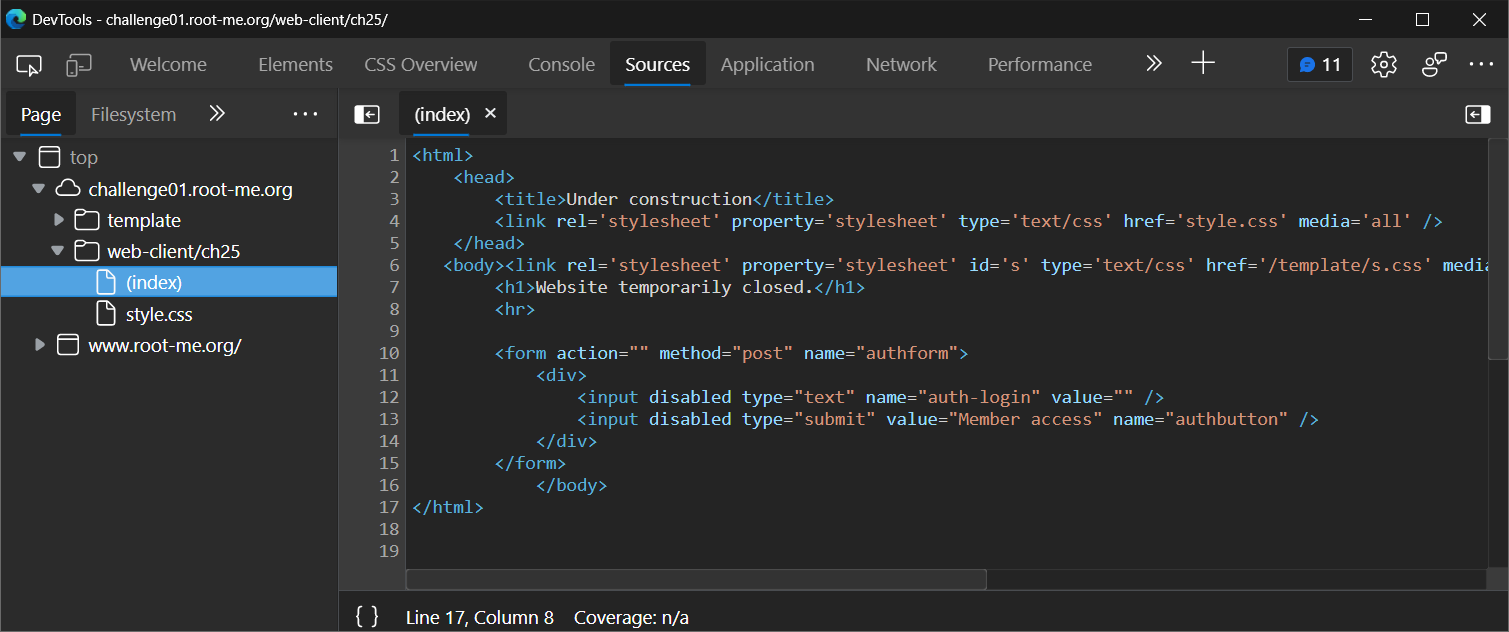 DevTools - challenge01.root-me.org/web-client/ch25/
Welcome Elements CSS Overview Console Sources Application Network Performance 11
Page Filesystem
(index)
top
challenge01.root-me.org
template
web-client/ch25
(index)
style.css
www.root-me.org/
1 <html>
2 <head>
3 <title>Under construction</title>
4 <link rel='stylesheet' property='stylesheet' type='text/css' href='style.css' media='all' />
5 </head>
6 <body><link rel='stylesheet' property='stylesheet' id='s' type='text/css' href='/template/s.css' media
7 <h1>Website temporarily closed.</h1>
8 <hr>
9
10 <form action="" method="post" name="authform">
11 <div>
12 <input disabled type="text" name="auth-login" value="" />
13 <input disabled type="submit" value="Member access" name="authbutton" />
14 </div>
15 </form>
16 </body>
17 </html>
18
19
{ } Line 17, Column 8 Coverage: n/a